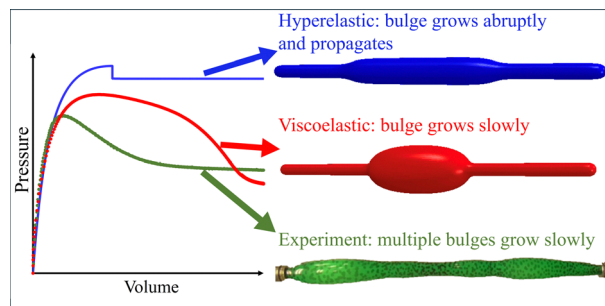 Hyperelastic: bulge grows abruptly
and propagates
Viscoelastic: bulge grows slowly
Experiment: multiple bulges grow slowly
Pressure
Volume